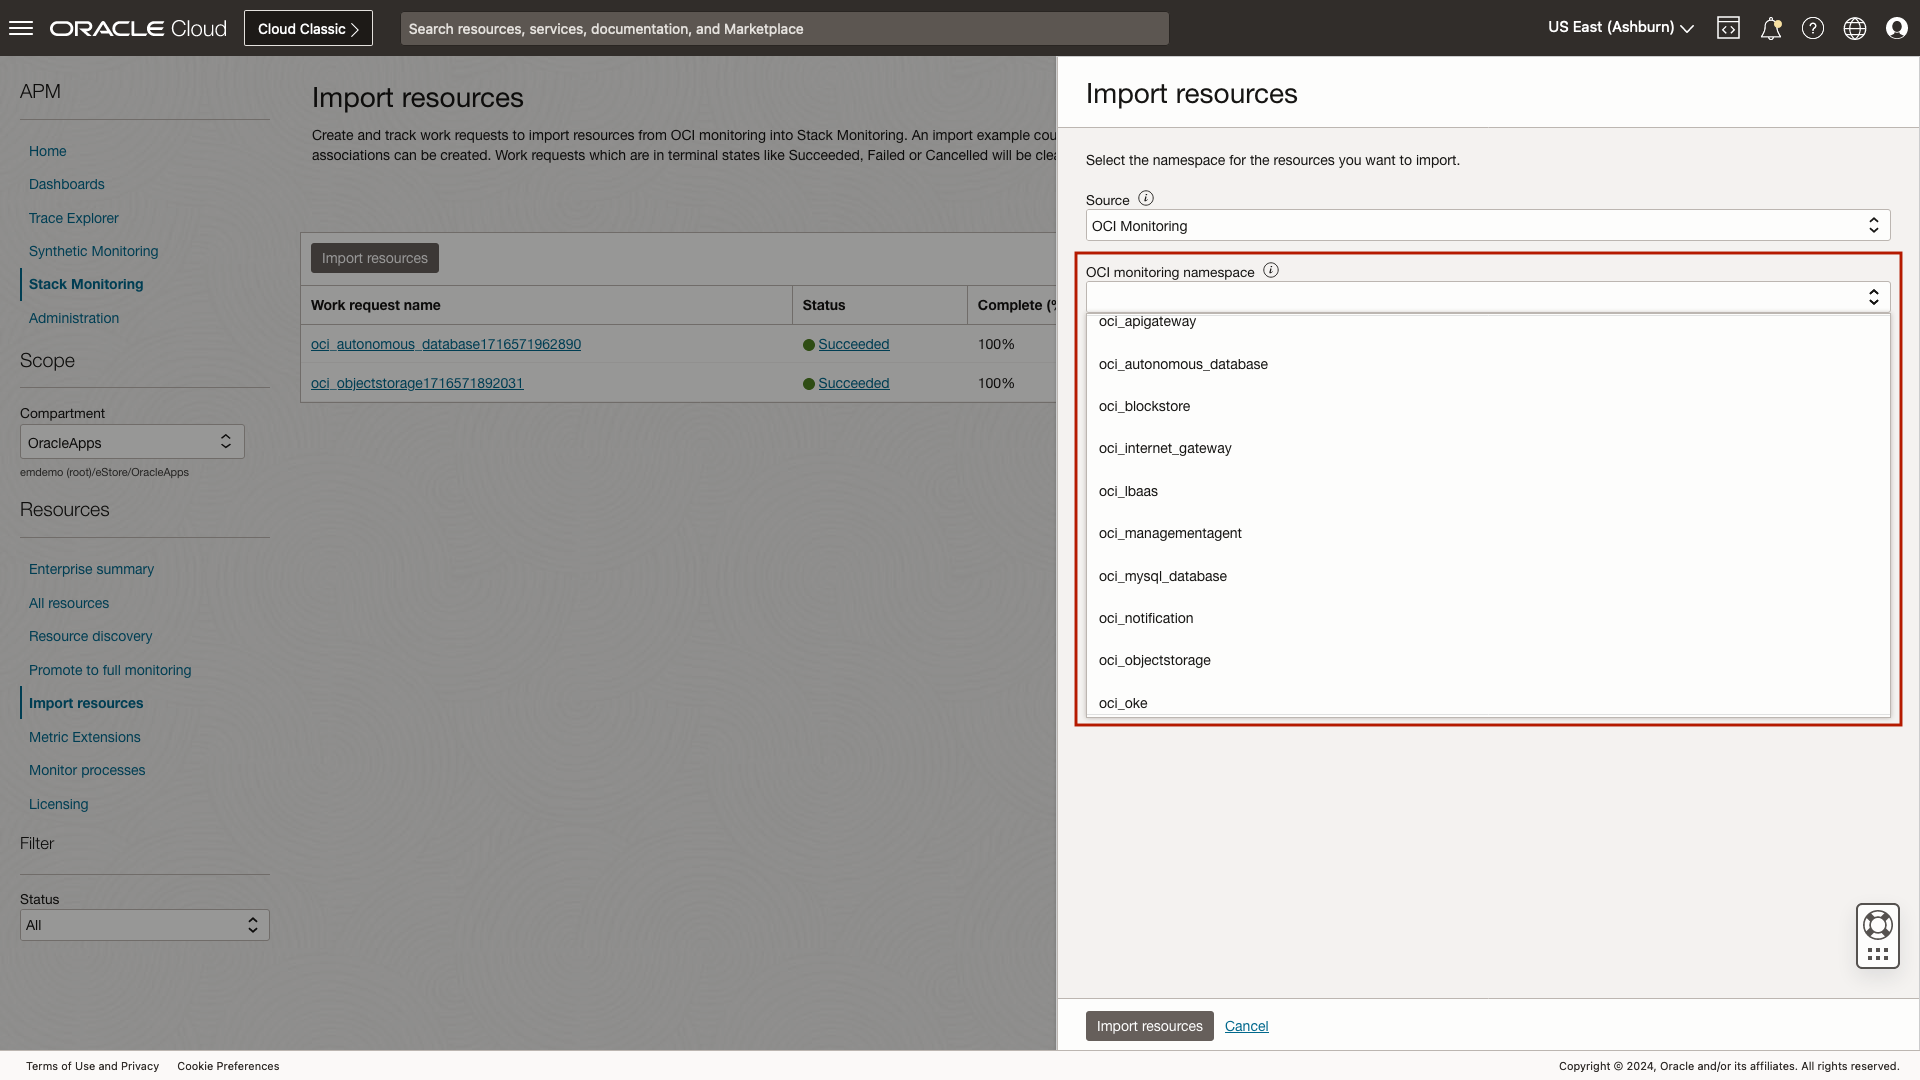 ORACLE Cloud
Cloud Classic
Search resources, services, documentation, and Marketplace
US East (Ashburn)
APM
Home
Dashboards
Trace Explorer
Synthetic Monitoring
Stack Monitoring
Administration
Scope
Compartment
OracleApps
emdemo (root)/eStore/OracleApps
Resources
Enterprise summary
All resources
Resource discovery
Promote to full monitoring
Import resources
Metric Extensions
Monitor processes
Licensing
Filter
Status
All
Import resources
Create and track work requests to import resources from OCI monitoring into Stack Monitoring. An import example cou
associations can be created. Work requests which are in terminal states like Succeeded, Failed or Cancelled will be clea
Import resources
Work request name Status Complete (%
oci_autonomous_database1716571962890 Succeeded 100%
oci_objectstorage1716571892031 Succeeded 100%
Import resources
Select the namespace for the resources you want to import.
Source
OCI Monitoring
OCI monitoring namespace
oci_apigateway
oci_autonomous_database
oci_blockstore
oci_internet_gateway
oci_lbaas
oci_managementagent
oci_mysql_database
oci_notification
oci_objectstorage
oci_oke
Import resources Cancel
Terms of Use and Privacy Cookie Preferences
Copyright © 2024, Oracle and/or its affiliates. All rights reserved.